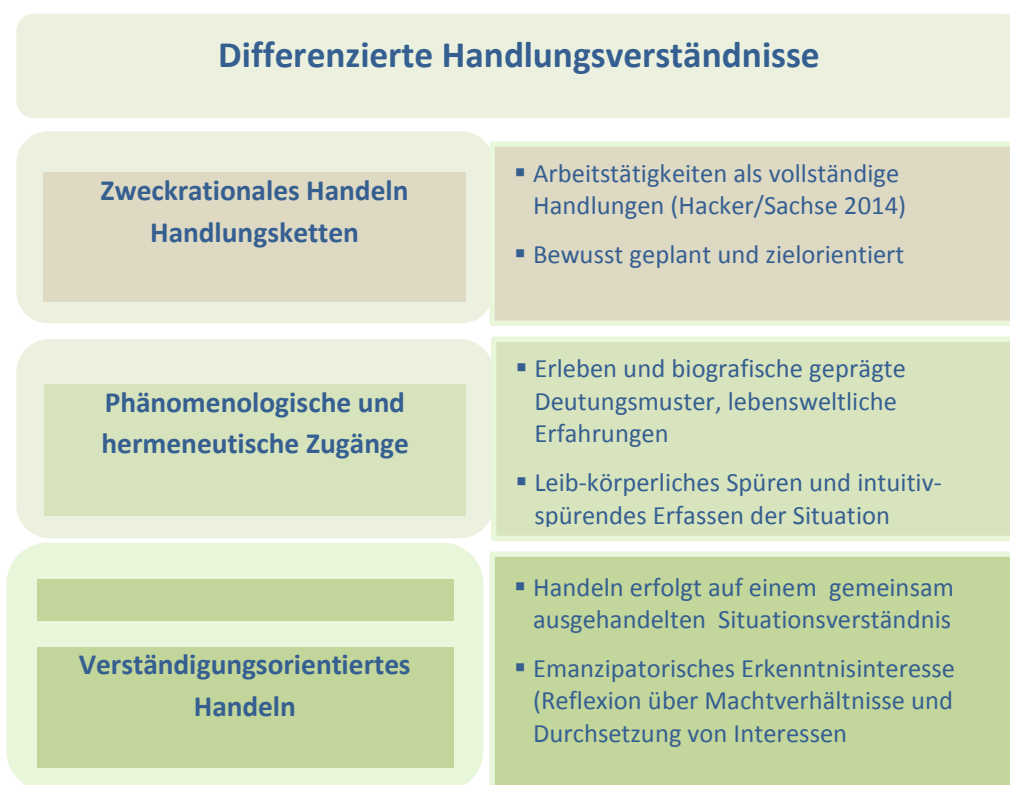 Differenzierte Handlungsverständnisse
Zweckrationales Handeln
Handlungsketten
▪ Arbeitstätigkeiten als vollständige
Handlungen (Hacker/Sachse 2014)
▪ Bewusst geplant und zielorientiert
Phänomenologische und
hermeneutische Zugänge
▪ Erleben und biografische geprägte
Deutungsmuster, lebensweltliche
Erfahrungen
▪ Leib-körperliches Spüren und intuitiv-
spürendes Erfassen der Situation
Verständigungsorientiertes
Handeln
▪ Handeln erfolgt auf einem gemeinsam
ausgehandelten Situationsverständnis
▪ Emanzipatorisches Erkenntnisinteresse
(Reflexion über Machtverhältnisse und
Durchsetzung von Interessen